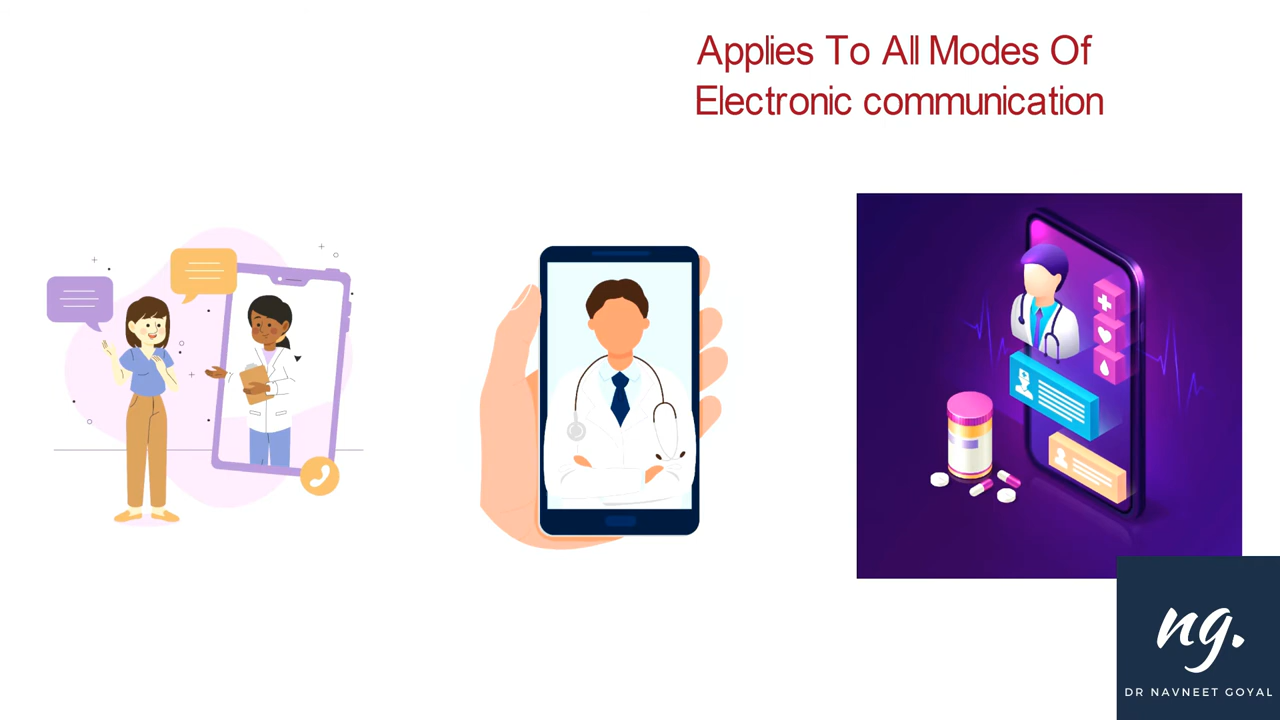 Applies To All Modes Of
Electronic communication
ng.
DR NAVNEET GOYAL